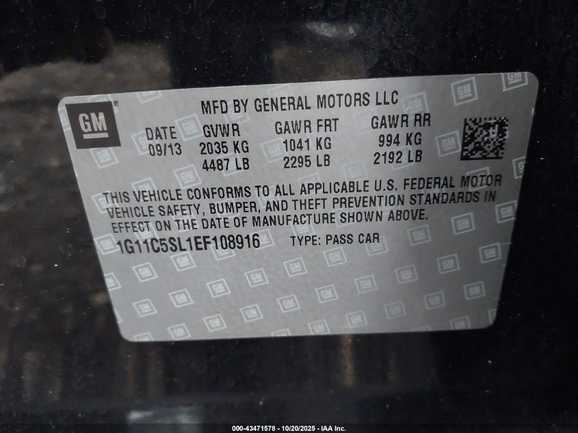 GM
MFD BY GENERAL MOTORS LLC
DATE GVWR GAWR FRT GAWR RR
09/13 2035 KG 1041 KG 994 KG
4487 LB 2295 LB 2192 LB
THIS VEHICLE CONFORMS TO ALL APPLICABLE U.S. FEDERAL MOTOR
VEHICLE SAFETY, BUMPER, AND THEFT PREVENTION STANDARDS IN
EFFECT ON THE DATE OF MANUFACTURE SHOWN ABOVE.
1G11C5SL1EF108916 TYPE: PASS CAR
000-43471578 - 10/20/2025 - IAA Inc.